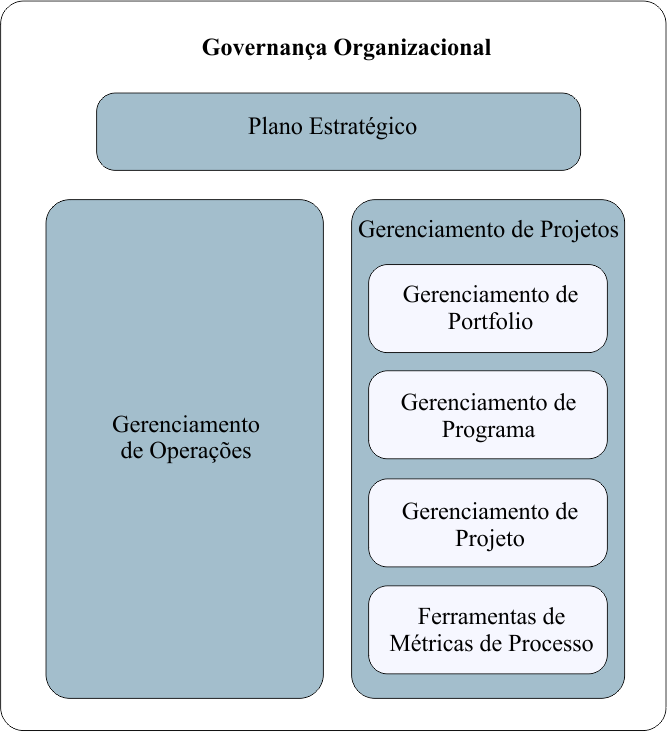 Governança Organizacional
Plano Estratégico
Gerenciamento
de Operações
Gerenciamento de Projetos
Gerenciamento de
Portfolio
Gerenciamento de
Programa
Gerenciamento de
Projeto
Ferramentas de
Métricas de Processo